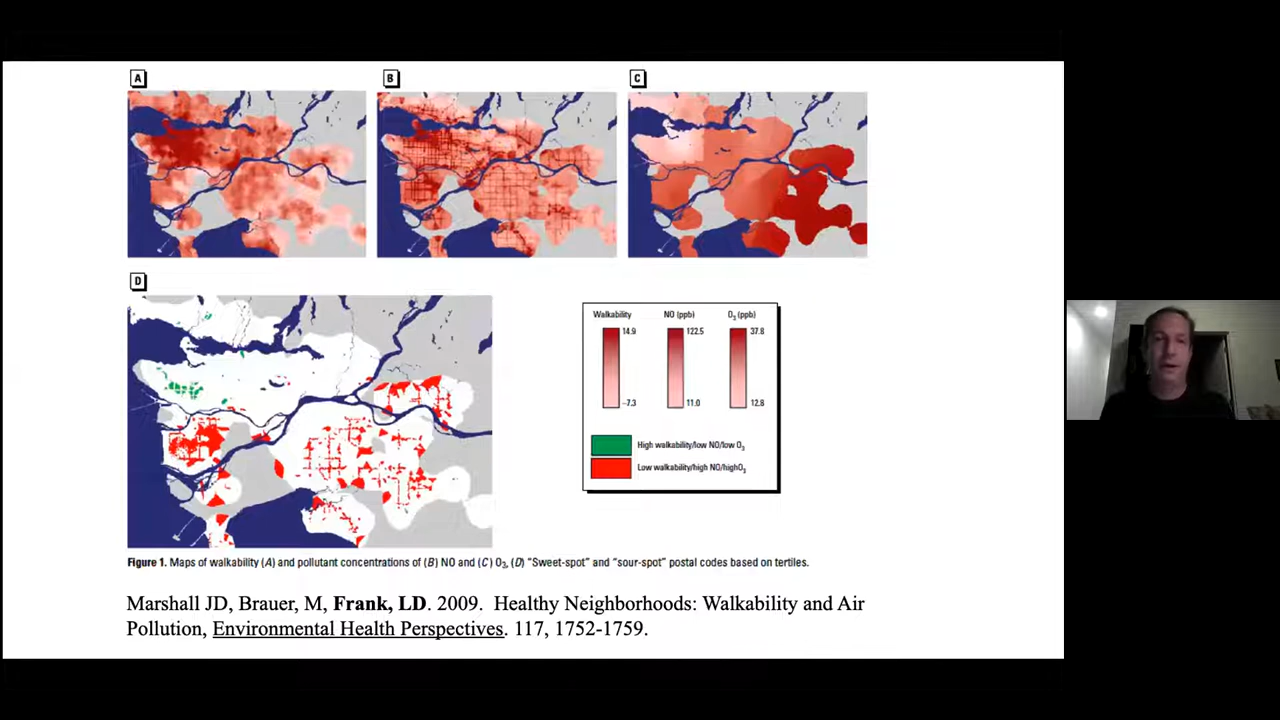 A
B
C
D
Walkability
NO (ppb)
O₃ (ppb)
14.9
122.5
37.8
–7.3
11.0
12.8
High walkability/low NO/low O₃
Low walkability/high NO/highO₃
Figure 1. Maps of walkability (A) and pollutant concentrations of (B) NO and (C) O₃, (D) “Sweet-spot” and “sour-spot” postal codes based on tertiles.
Marshall JD, Brauer, M, Frank, LD. 2009. Healthy Neighborhoods: Walkability and Air
Pollution, Environmental Health Perspectives. 117, 1752-1759.